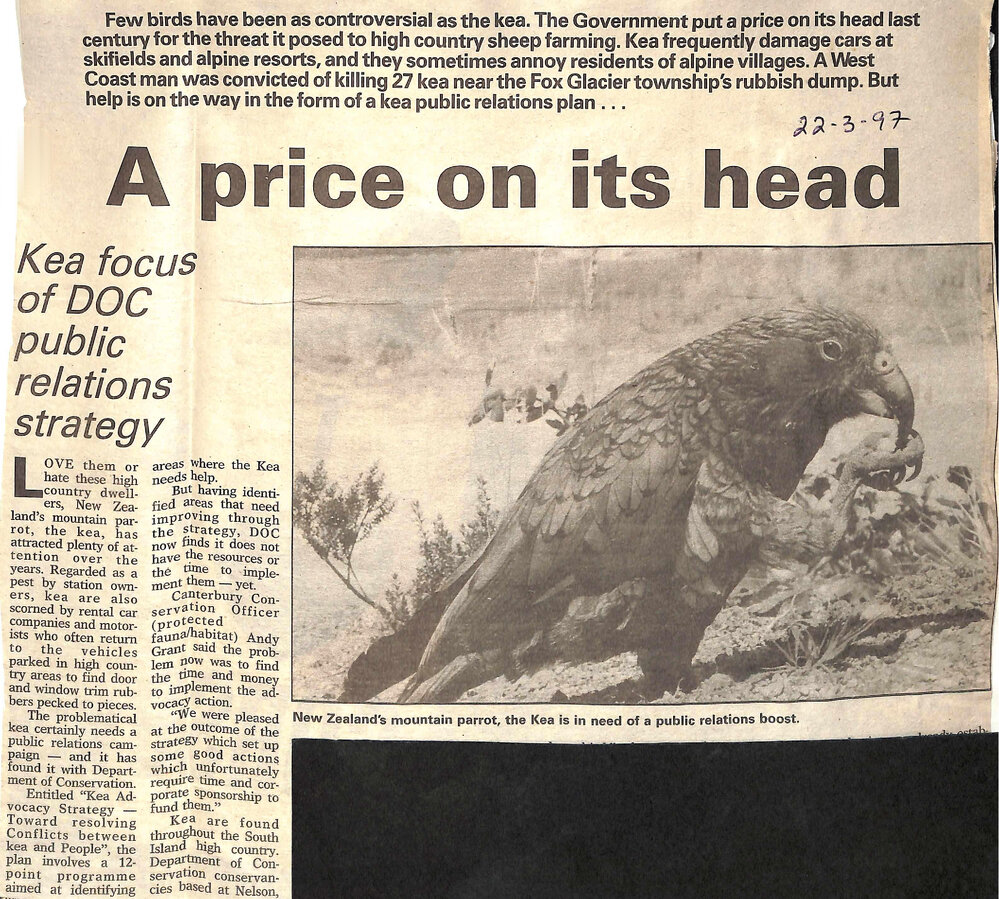 Few birds have been as controversial as the kea. The Government put a price on its head last
century for the threat it posed to high country sheep farming. Kea frequently damage cars at
skifields and alpine resorts, and they sometimes annoy residents of alpine villages. A West
Coast man was convicted of killing 27 kea near the Fox Glacier township's rubbish dump. But
help is on the way in the form of a kea public relations plan . . .
22-3-97
A price on its head
Kea focus
of DOC
public
relations
strategy
LOVE them or
hate these high
country dwell-
ers, New Zea-
land's mountain par-
rot, the kea, has
attracted plenty of at-
tention over the
years. Regarded as a
pest by station own-
ers, kea are also
scorned by rental car
companies and motor-
ists who often return
to the vehicles
parked in high coun-
try areas to find door
and window trim rub-
bers pecked to pieces.
The problematical
kea certainly needs a
public relations cam-
paign — and it has
found it with Depart-
ment of Conservation.
Entitled "Kea Ad-
vocacy Strategy —
Toward resolving
Conflicts between
kea and People", the
plan involves a 12-
point programme
aimed at identifying
areas where the Kea
needs help.
But having identi-
fied areas that need
improving through
the strategy, DOC
now finds it does not
have the resources or
the time to imple-
ment them — yet.
Canterbury Con-
servation Officer
(protected
fauna/habitat) Andy
Grant said the prob-
lem now was to find
the time and money
to implement the ad-
vocacy action.
"We were pleased
at the outcome of the
strategy which set up
some good actions
which unfortunately
require time and cor-
porate sponsorship to
fund them."
Kea are found
throughout the South
Island high country.
Department of Con-
servation conservan-
cies based at Nelson,
New Zealand's mountain parrot, the Kea is in need of a public relations boost.